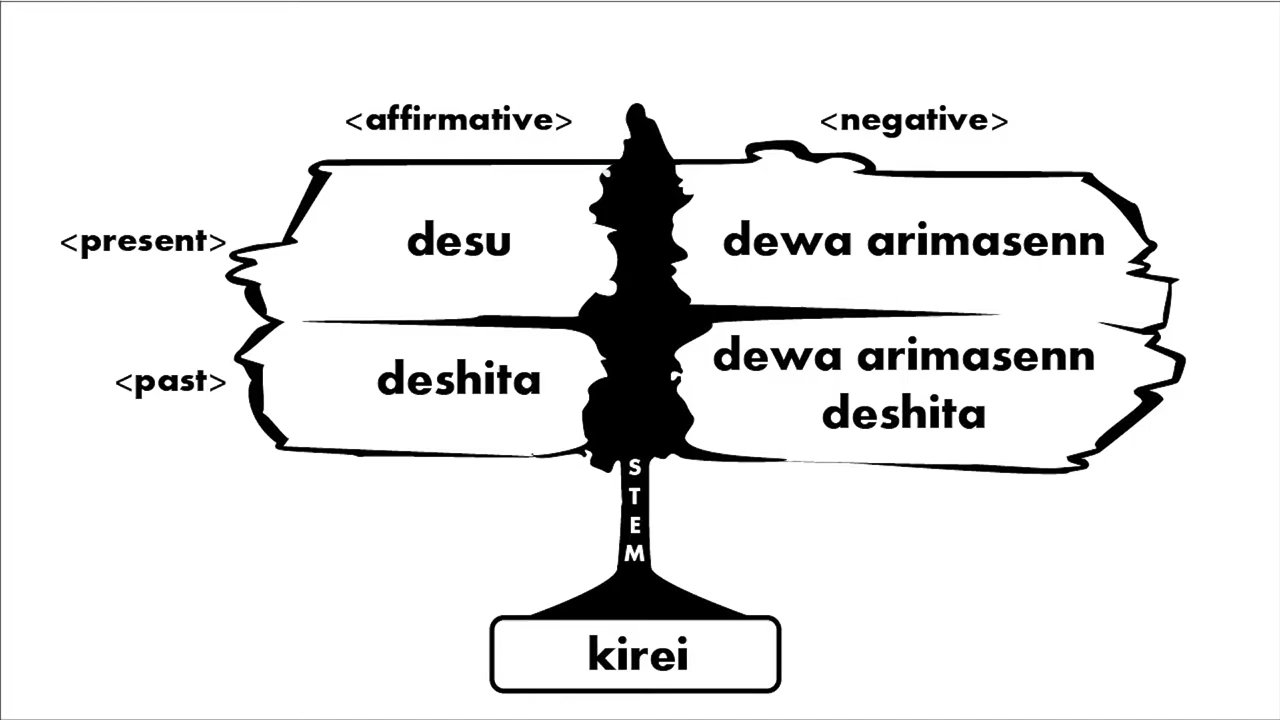 <affirmative>
<negative>
<present>
desu
dewa arimasenn
<past>
deshita
dewa arimasenn
deshita
STEM
kirei